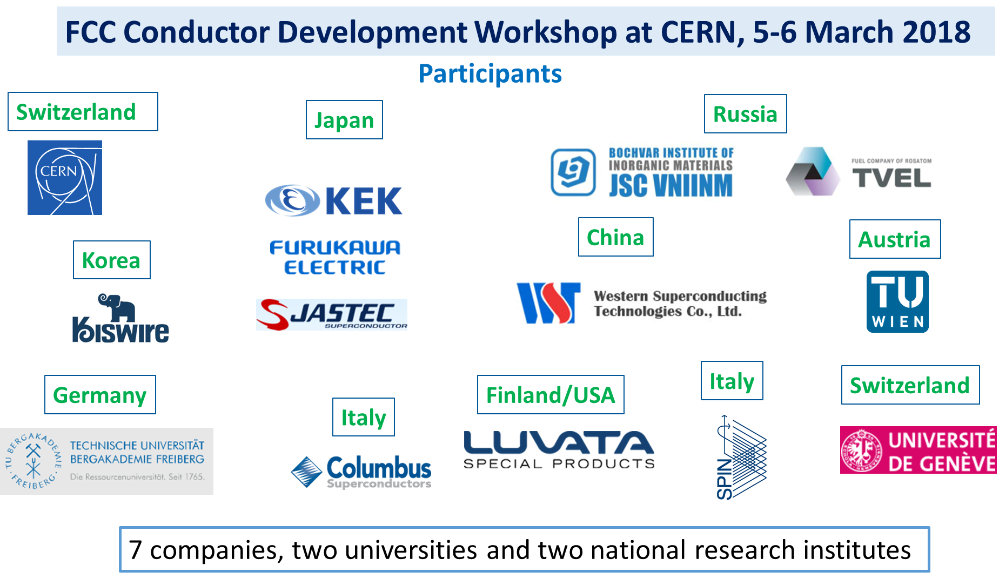 FCC Conductor Development Workshop at CERN, 5-6 March 2018
Participants
Switzerland
CERN
Japan
KEK
FURUKAWA
ELECTRIC
JASTEC
SUPERCONDUCTOR
Russia
BOCHVAR INSTITUTE OF
INORGANIC MATERIALS
JSC VNIINM
FUEL COMPANY OF ROSATOM
TVEL
Korea
KISWIRE
China
WST
Western Superconducting
Technologies Co., Ltd.
Austria
TU
WIEN
Germany
TU BERGAKADEMIE
FREIBERG
TECHNISCHE UNIVERSITÄT
BERGAKADEMIE FREIBERG
Die Ressourcenuniversität. Seit 1765.
Italy
Columbus
Superconductors
Finland/USA
LUVATA
SPECIAL PRODUCTS
Italy
SPIN
Switzerland
UNIVERSITÉ
DE GENÈVE
7 companies, two universities and two national research institutes